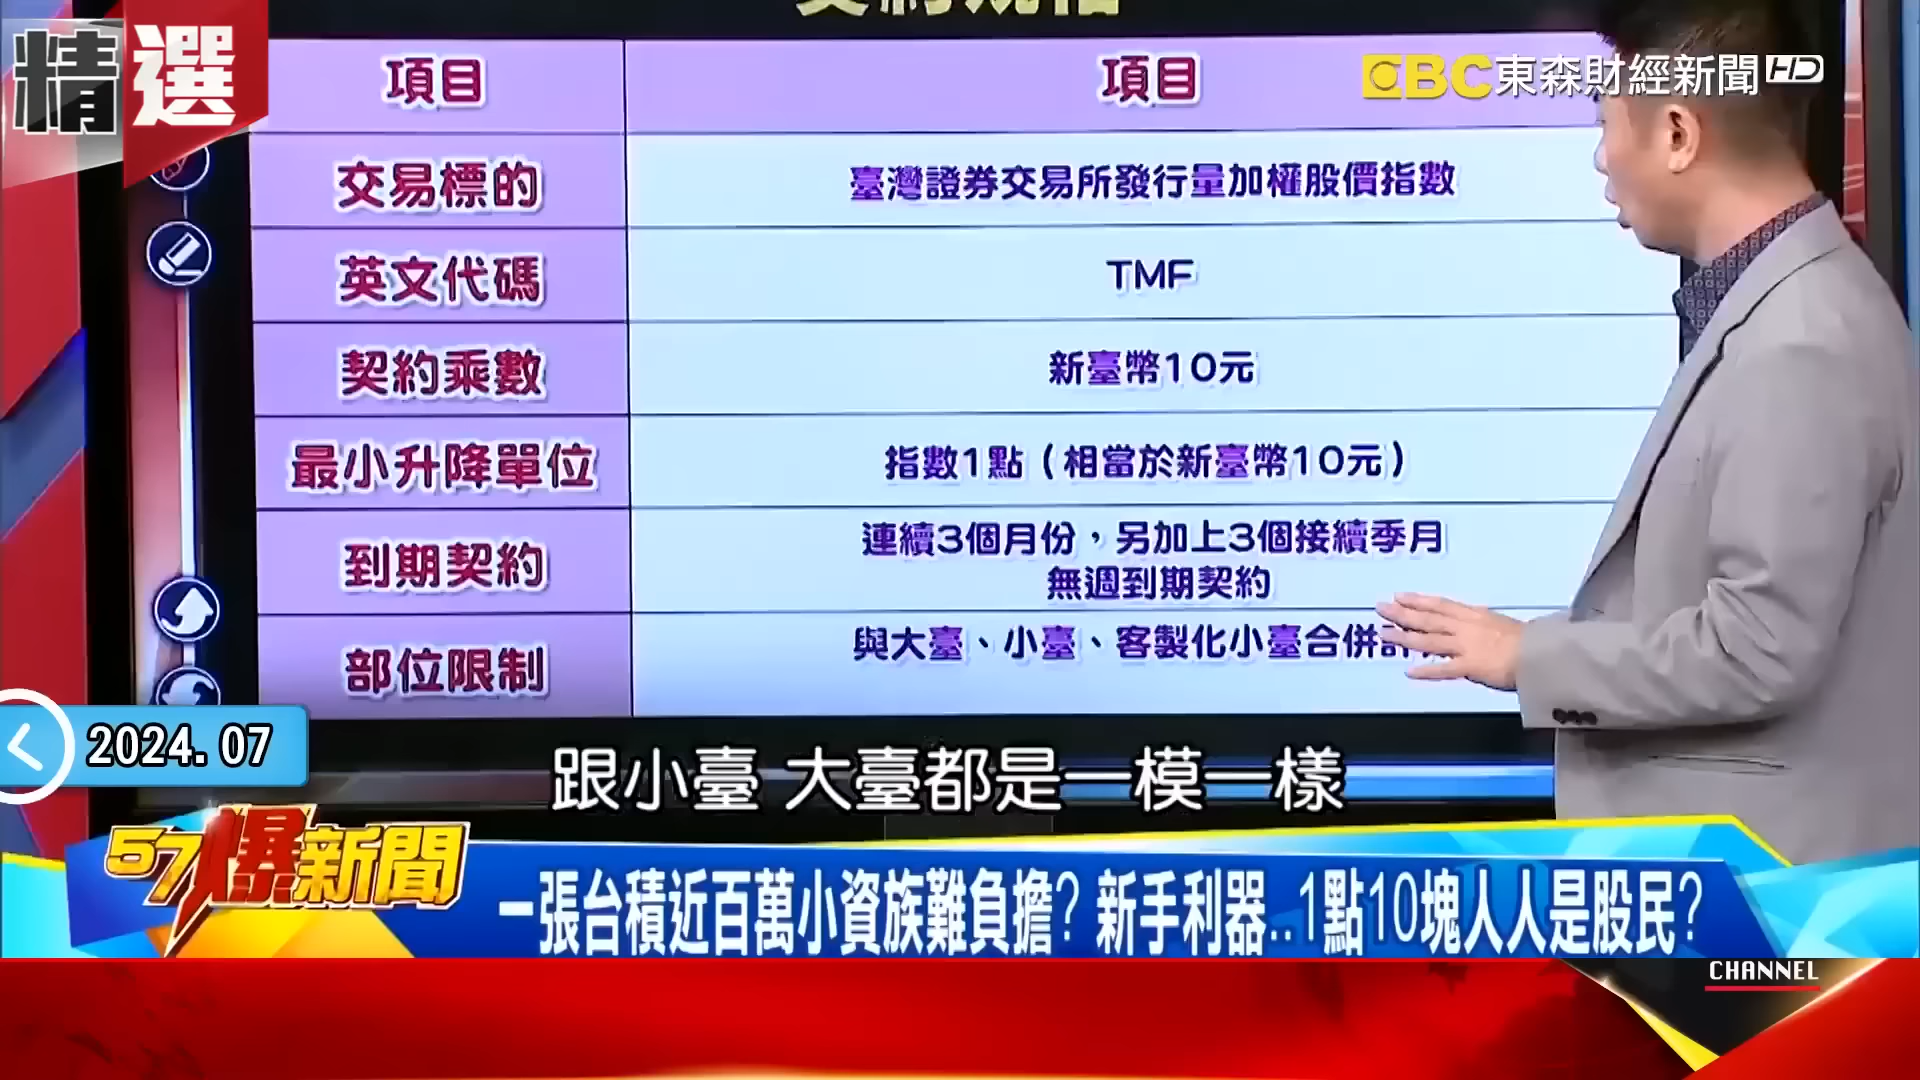 精選
EBC東森財經新聞HD
項目 項目
交易標的 臺灣證券交易所發行量加權股價指數
英文代碼 TMF
契約乘數 新臺幣10元
最小升降單位 指數1點（相當於新臺幣10元）
到期契約 連續3個月份，另加上3個接續季月
無週到期契約
部位限制 與大臺、小臺、客製化小臺合併
2024.07
跟小臺 大臺都是一模一樣
57爆新聞
一張台積近百萬小資族難負擔? 新手利器..1點10塊人人是股民?
CHANNEL